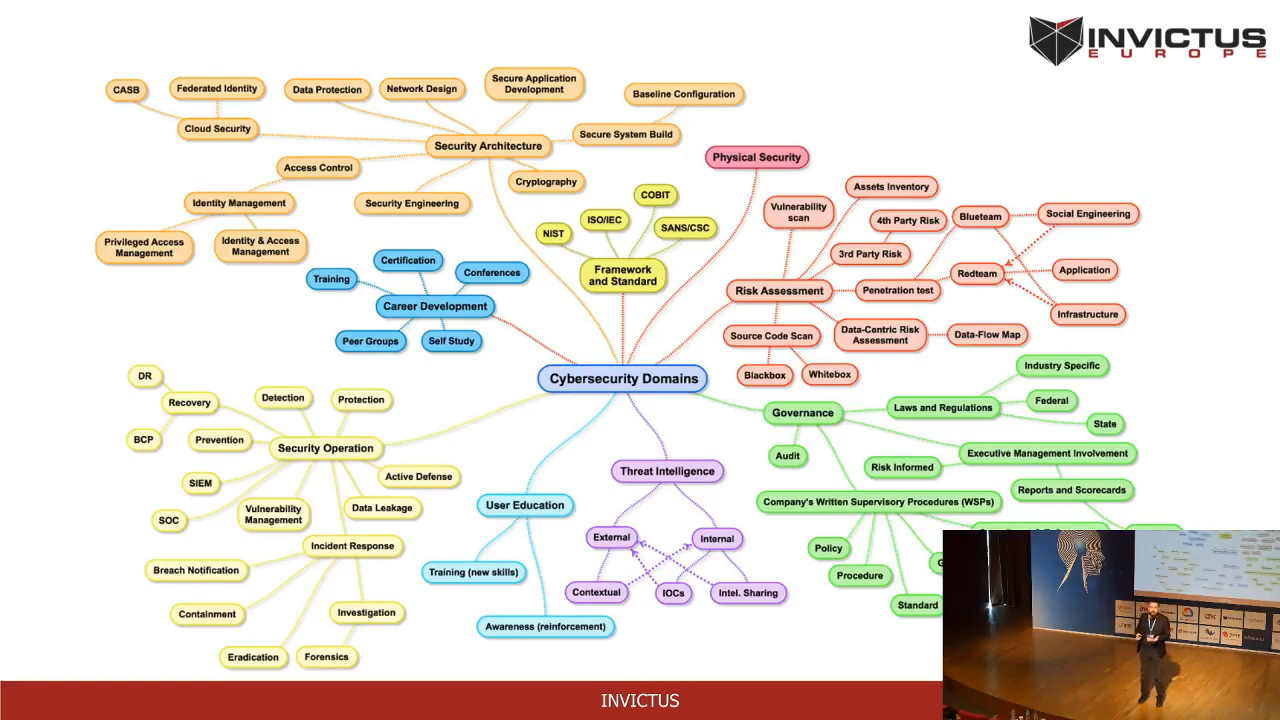 INVICTUS
EUROPE
CASB
Federated Identity
Data Protection
Network Design
Secure Application
Development
Baseline Configuration
Cloud Security
Secure System Build
Security Architecture
Access Control
Cryptography
Identity Management
Security Engineering
Privileged Access
Management
Identity & Access
Management
Physical Security
COBIT
ISO/IEC
NIST
SANS/CSC
Framework
and Standard
Certification
Training
Conferences
Career Development
Peer Groups
Self Study
Assets Inventory
Vulnerability
scan
4th Party Risk
Blueteam
Social Engineering
3rd Party Risk
Redteam
Application
Risk Assessment
Penetration test
Infrastructure
Source Code Scan
Data-Centric Risk
Assessment
Data-Flow Map
Blackbox
Whitebox
Cybersecurity Domains
DR
Recovery
Detection
Protection
BCP
Prevention
Security Operation
SIEM
Active Defense
SOC
Vulnerability
Management
Data Leakage
Incident Response
Breach Notification
Containment
Investigation
Eradication
Forensics
User Education
Training (new skills)
Awareness (reinforcement)
Threat Intelligence
External
Internal
Contextual
IOCs
Intel. Sharing
Industry Specific
Governance
Laws and Regulations
Federal
State
Audit
Executive Management Involvement
Risk Informed
Reports and Scorecards
Company's Written Supervisory Procedures (WSPs)
Policy
Procedure
Standard
INVICTUS